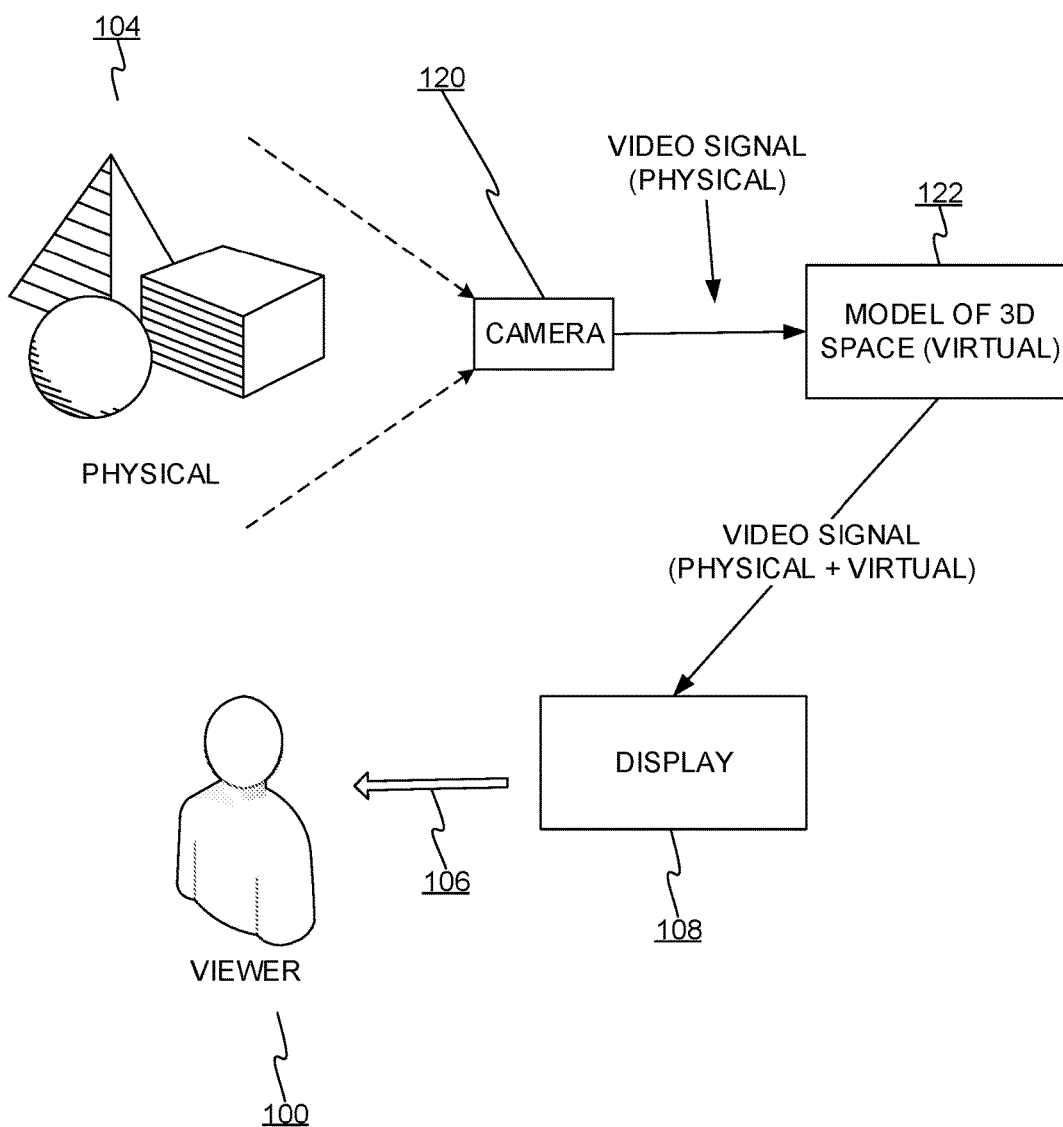 104
120
VIDEO SIGNAL
(PHYSICAL)
122
CAMERA
MODEL OF 3D
SPACE (VIRTUAL)
PHYSICAL
VIDEO SIGNAL
(PHYSICAL + VIRTUAL)
DISPLAY
106
108
VIEWER
100